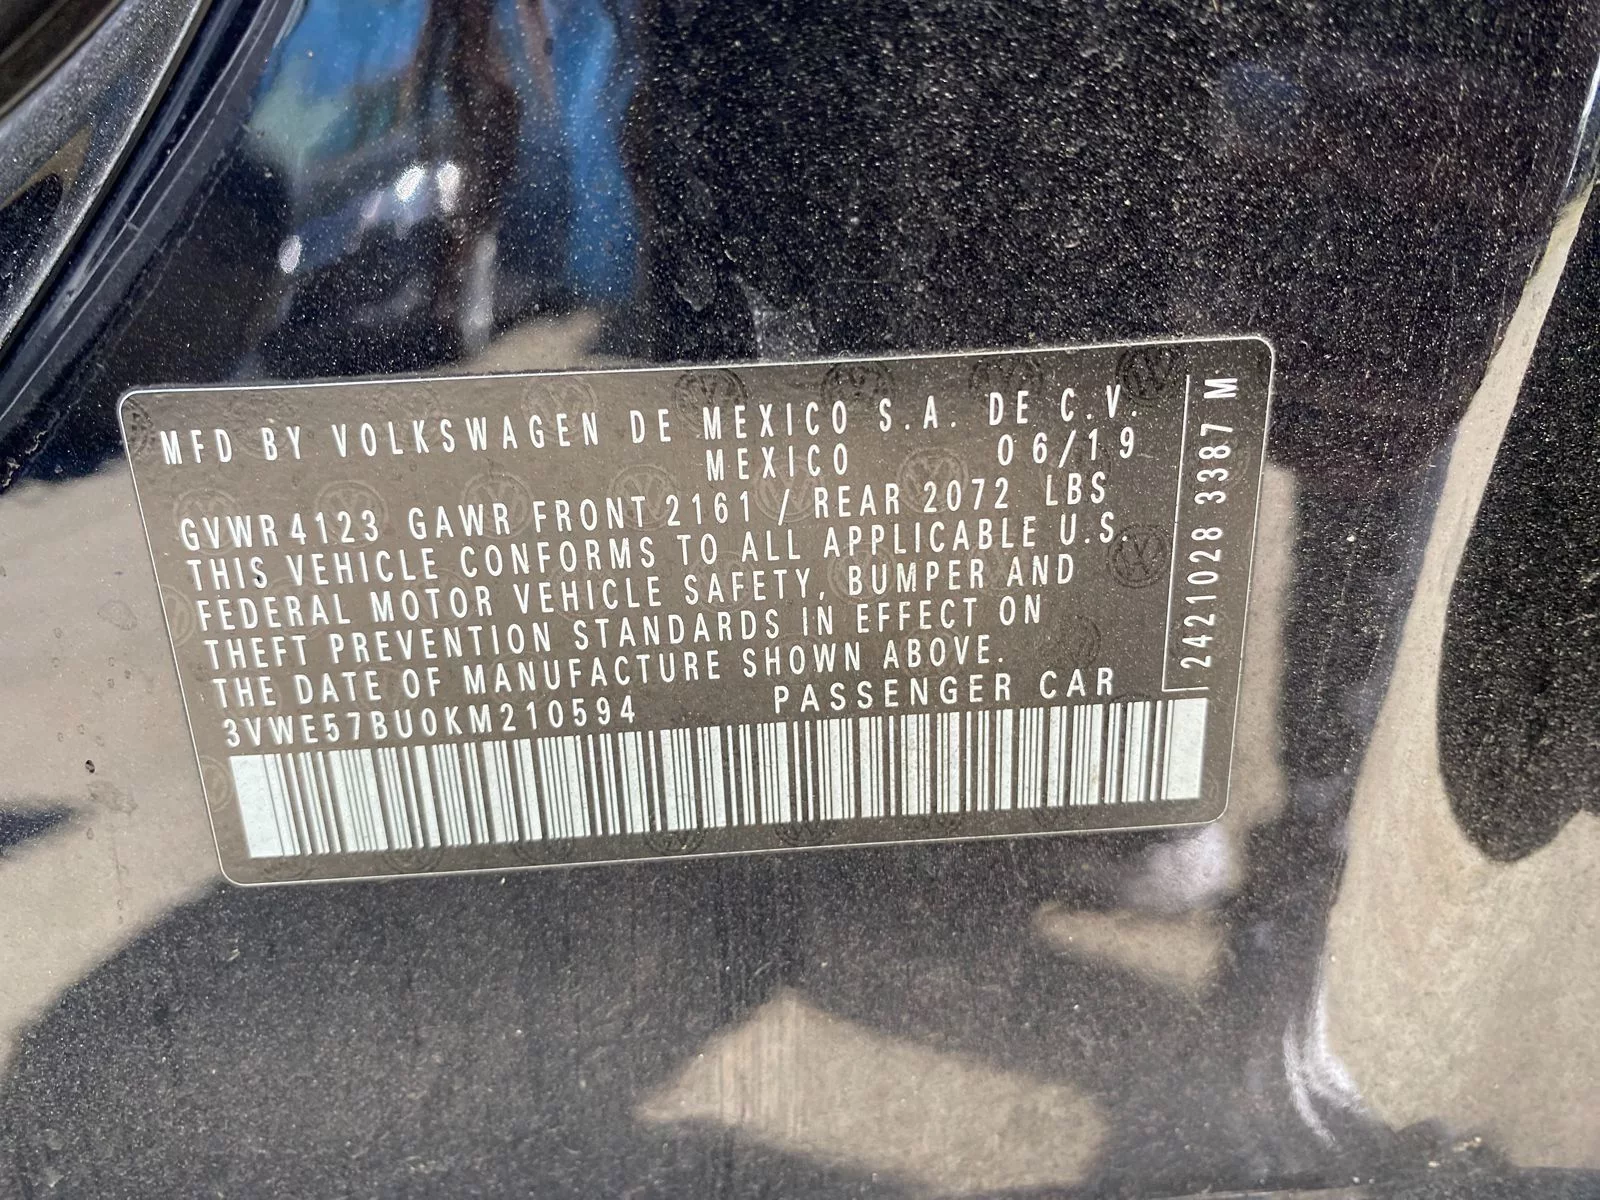 MFD BY VOLKSWAGEN DE MEXICO S.A. DE C.V.
MEXICO 06/19
GVWR 4123 GAWR FRONT 2161 / REAR 2072 LBS
THIS VEHICLE CONFORMS TO ALL APPLICABLE U.S.
FEDERAL MOTOR VEHICLE SAFETY, BUMPER AND
THEFT PREVENTION STANDARDS IN EFFECT ON
THE DATE OF MANUFACTURE SHOWN ABOVE.
3VWE57BU0KM210594 PASSENGER CAR
2421028 3387 M